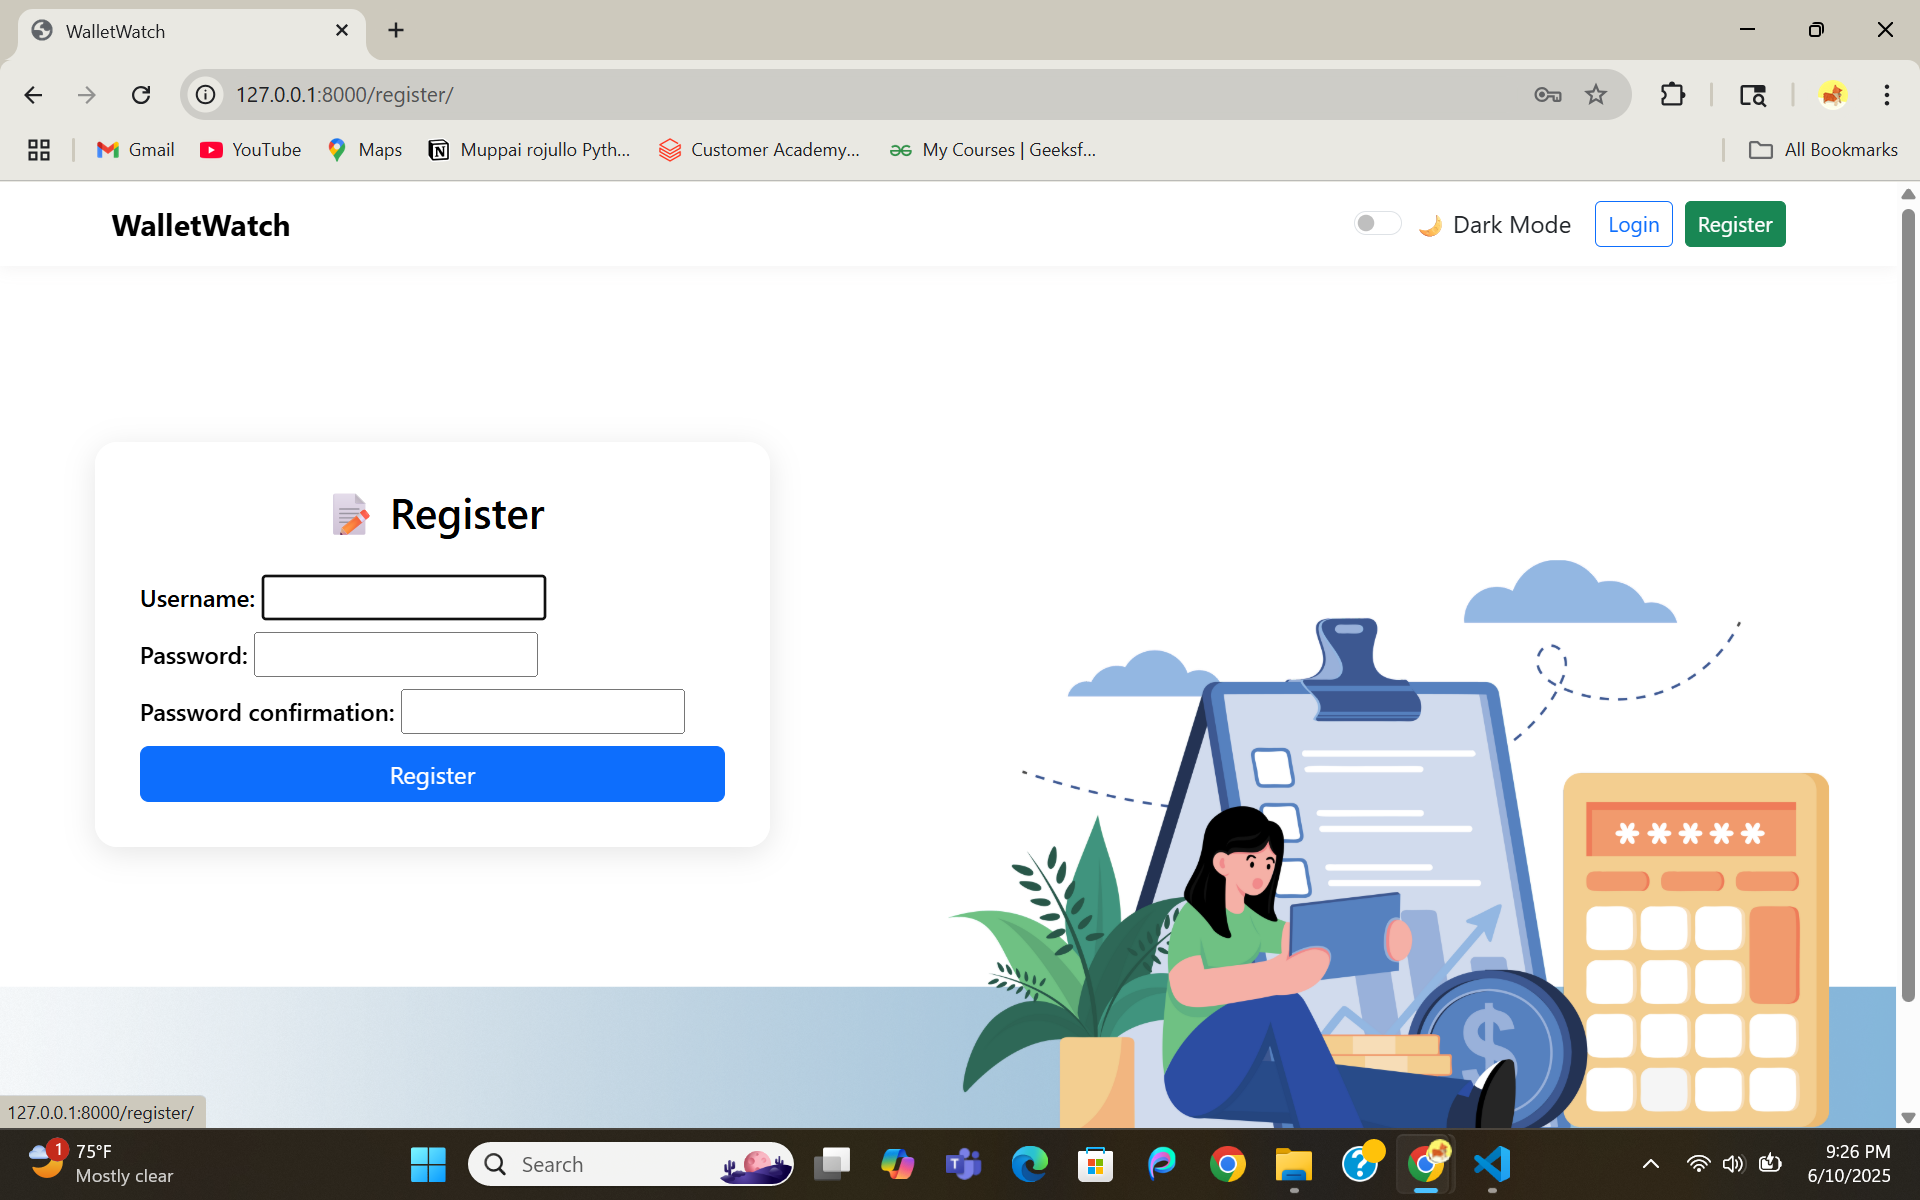 WalletWatch
127.0.0.1:8000/register/
Gmail
YouTube
Maps
Muppai rojullo Pyth...
Customer Academy...
My Courses | Geeksf...
All Bookmarks
WalletWatch
🌙 Dark Mode
Login
Register
📝 Register
Username:
Password:
Password confirmation:
Register
*****
$
127.0.0.1:8000/register/
1
75°F
Mostly clear
Search
9:26 PM
6/10/2025